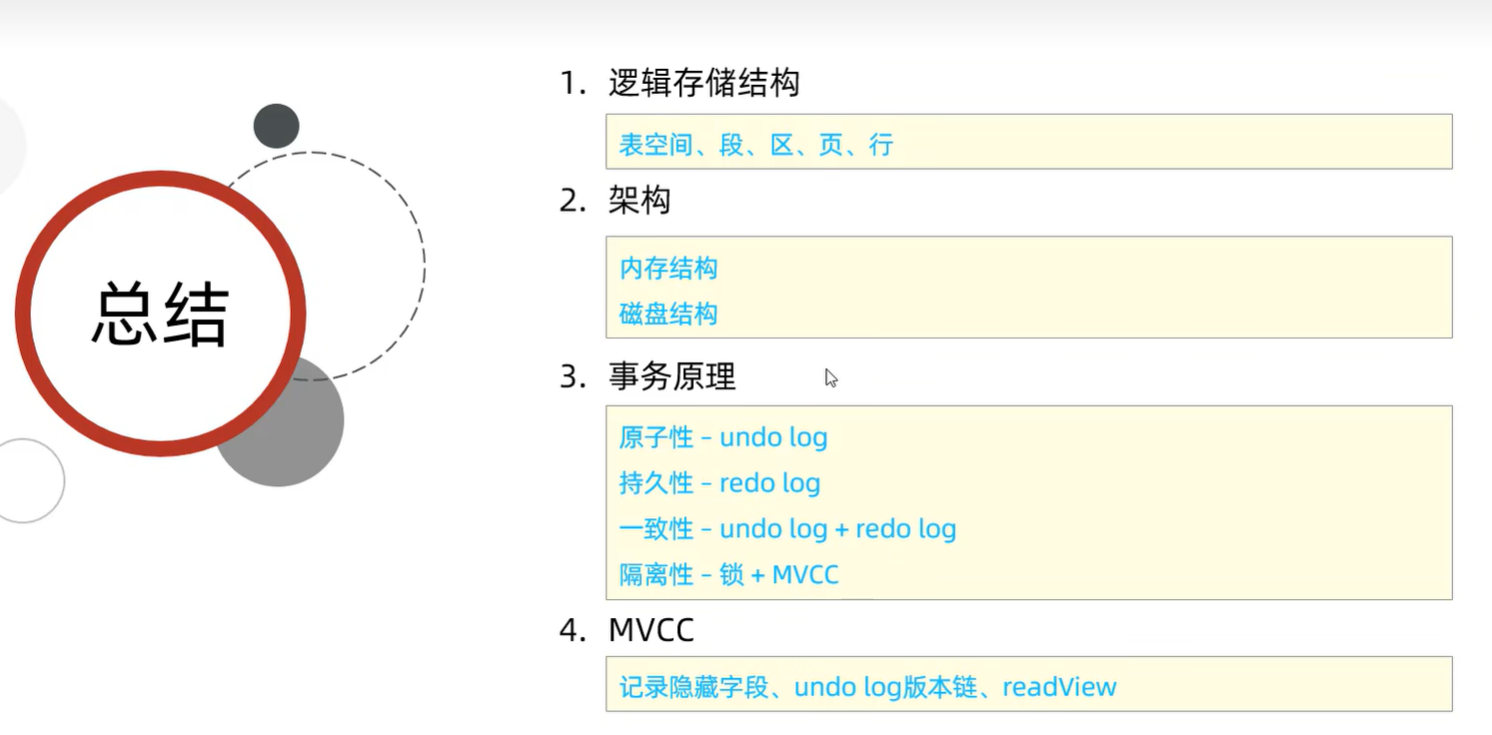 总结
1. 逻辑存储结构
表空间、段、区、页、行
2. 架构
内存结构
磁盘结构
3. 事务原理
原子性 - undo log
持久性 - redo log
一致性 - undo log + redo log
隔离性 - 锁 + MVCC
4. MVCC
记录隐藏字段、undo log版本链、readView